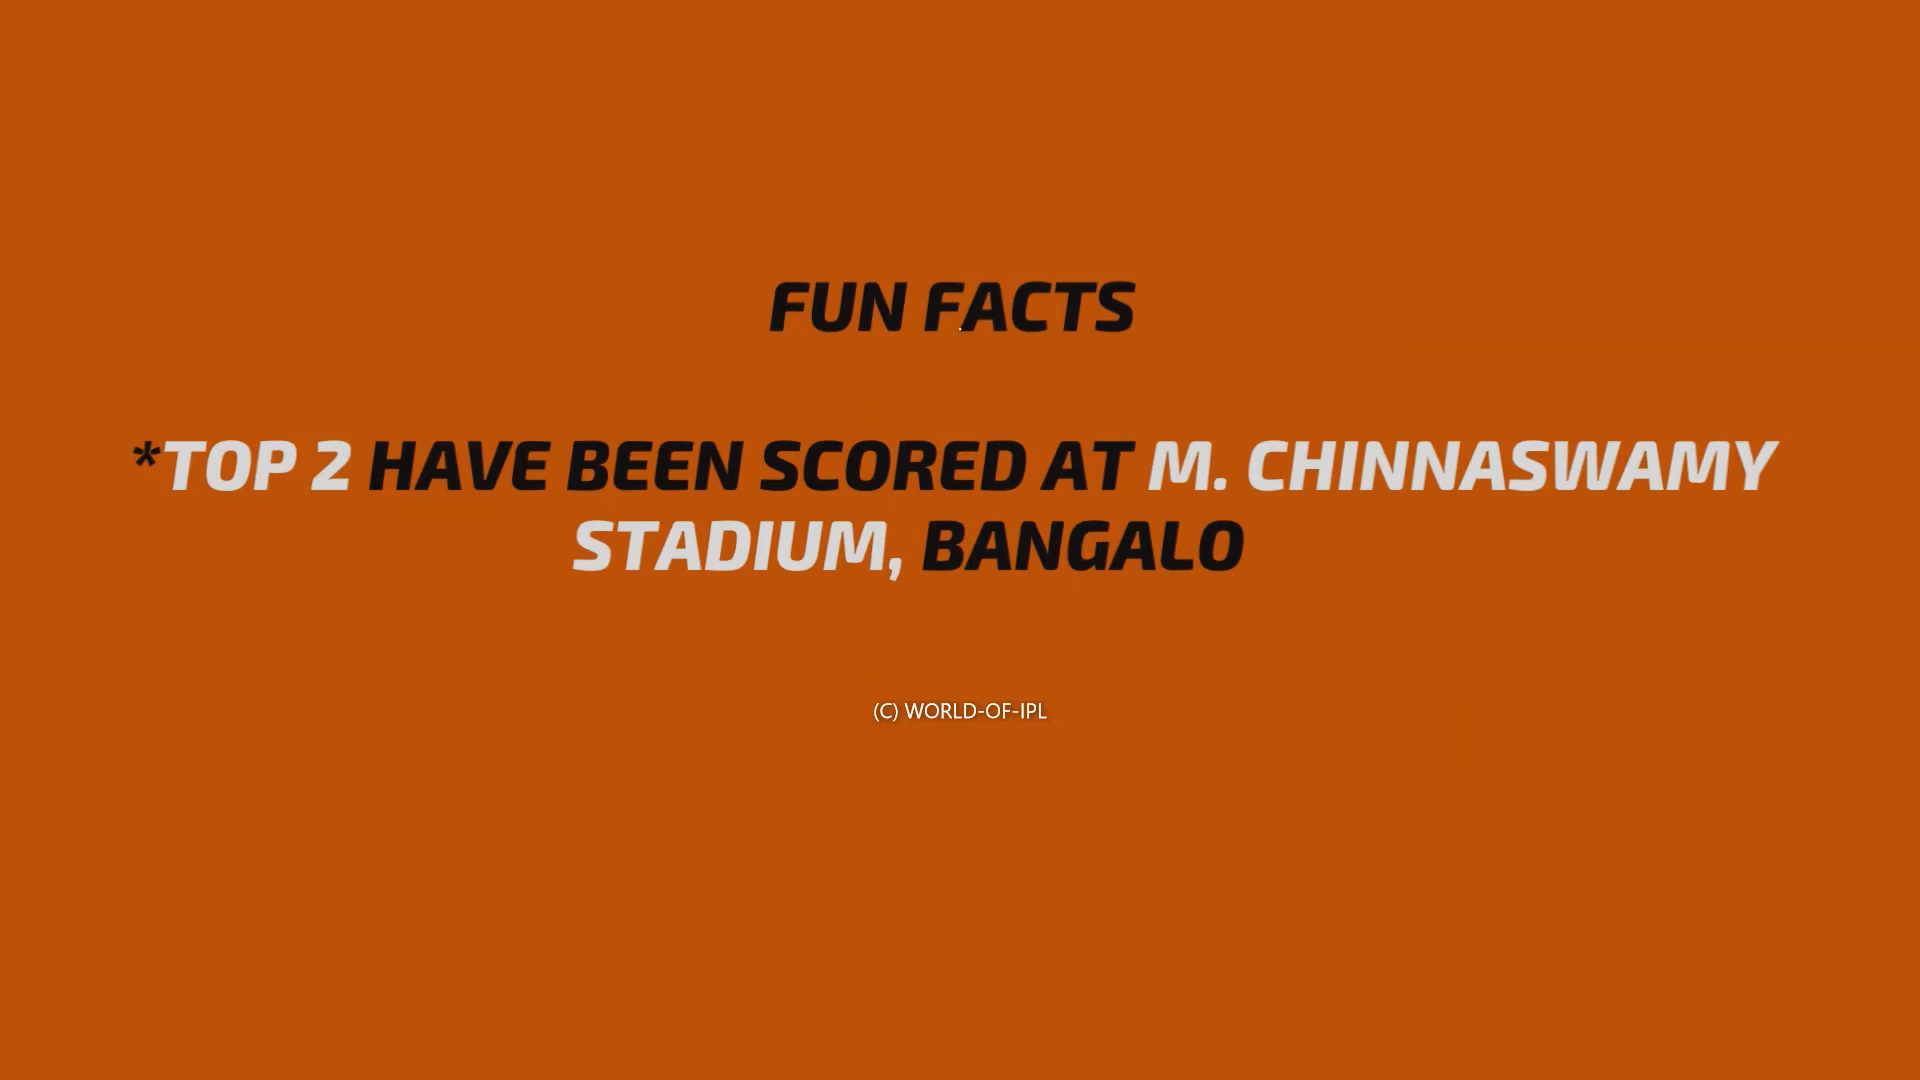 FUN FACTS
*TOP 2 HAVE BEEN SCORED AT M. CHINNASWAMY
STADIUM, BANGALO
(C) WORLD-OF-IPL